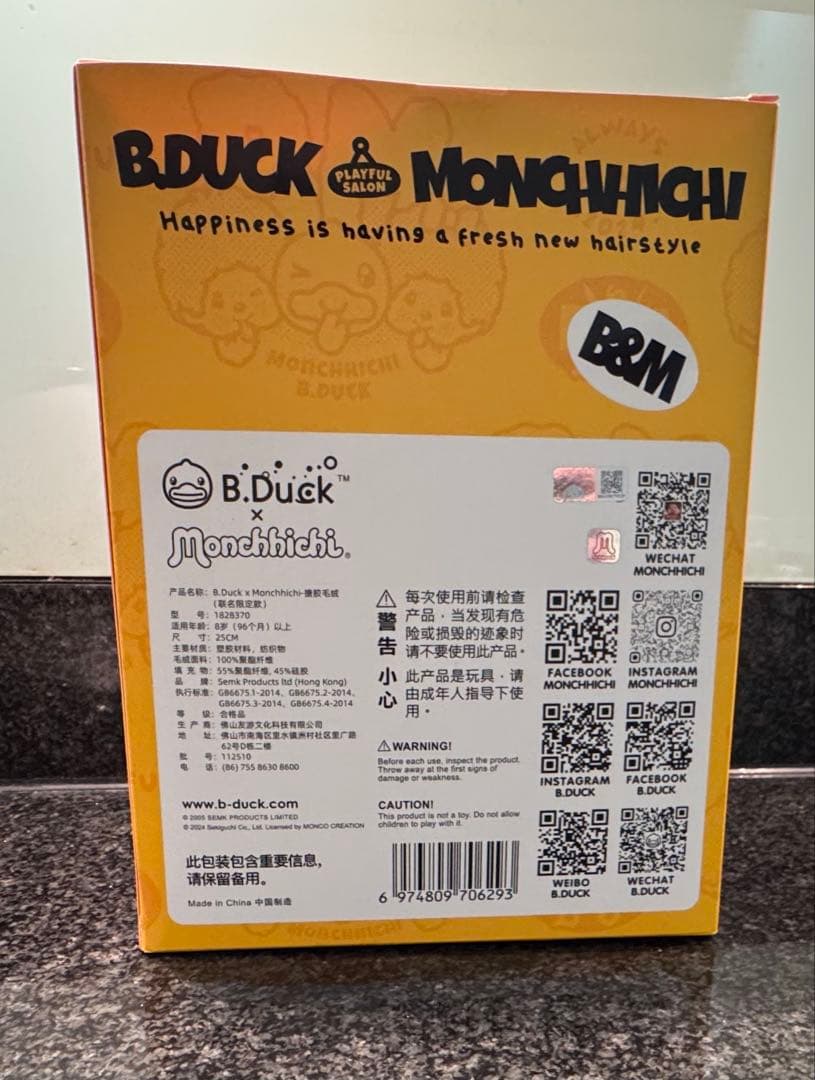 B.DUCK PLAYFUL SALON MONCHHICHI
Happiness is having a fresh new hairstyle
ALWAYS
MONCHHICHI
B.DUCK
B&M
B.Duck™
×
Monchhichi®
产品名称: B.Duck x Monchhichi-搪胶毛绒
(联名限定款)
型 号: 1828370
适用年龄: 8岁 (96个月) 以上
尺 寸: 25CM
主要材质: 塑胶材料, 纺织物
毛绒面料: 100%聚酯纤维
填 充 物: 55%聚酯纤维, 45%硅胶
品 牌: Semk Products ltd (Hong Kong)
执行标准: GB6675.1-2014、GB6675.2-2014、
GB6675.3-2014、GB6675.4-2014
等 级: 合格品
生 产 商: 佛山友游文化科技有限公司
地 址: 佛山市南海区里水镇洲村社区里广路
62号D栋二楼
批 号: 112510
电 话: (86) 755 8630 8600
www.b-duck.com
© 2005 SEMK PRODUCTS LIMITED
© 2024 Sekiguchi Co., Ltd. Licensed by MONCO CREATION
此包装包含重要信息,
请保留备用。
Made in China 中国制造
警告
每次使用前请检查
产品，当发现有危
险或损毁的迹象时
请不要使用此产品。
小心
此产品是玩具，请
由成年人指导下使
用。
WARNING!
Before each use, inspect the product.
Throw away at the first signs of
damage or weakness.
CAUTION!
This product is not a toy. Do not allow
children to play with it.
6 974809 706293
WECHAT
MONCHHICHI
FACEBOOK
MONCHHICHI
INSTAGRAM
MONCHHICHI
INSTAGRAM
B.DUCK
FACEBOOK
B.DUCK
WEIBO
B.DUCK
WECHAT
B.DUCK
MONCHHICHI